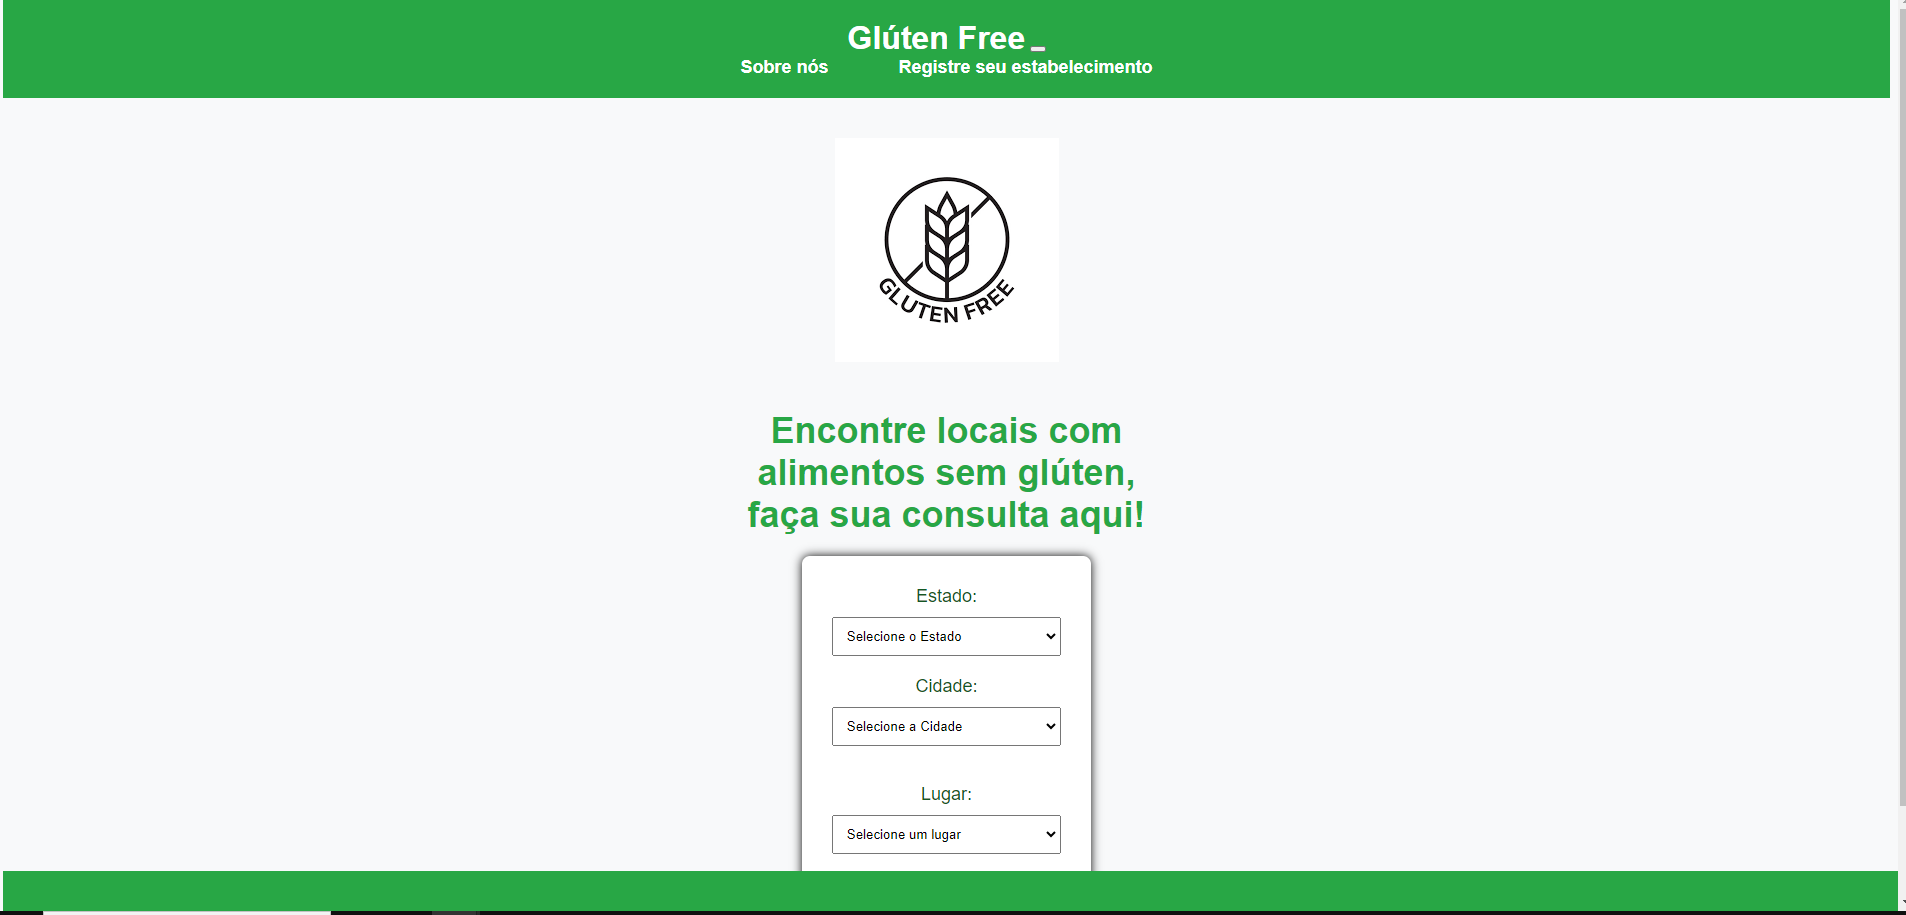 Glúten Free_
Sobre nós Registre seu estabelecimento
GLUTEN FREE
Encontre locais com
alimentos sem glúten,
faça sua consulta aqui!
Estado:
Selecione o Estado
Cidade:
Selecione a Cidade
Lugar:
Selecione um lugar